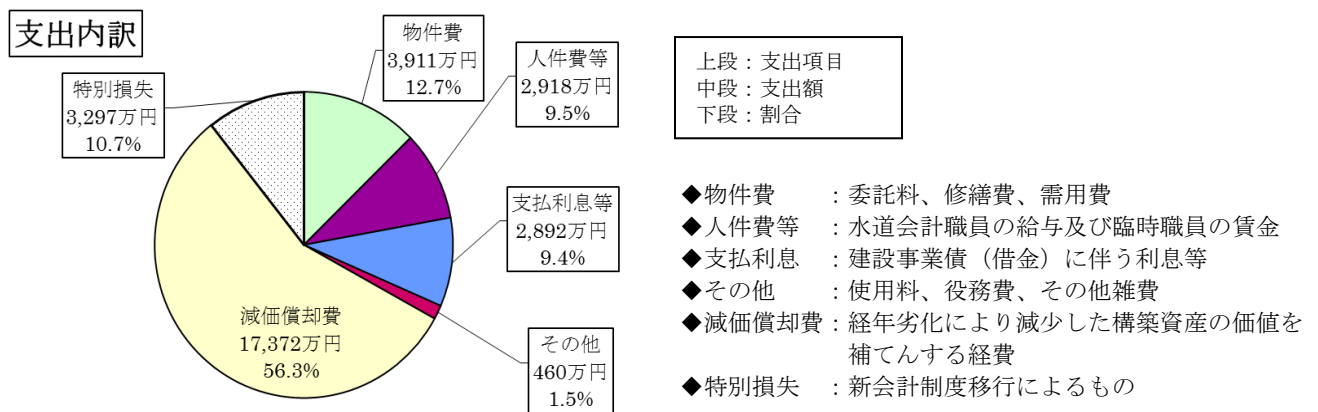 支出内訳
物件費
3,911万円
12.7%
人件費等
2,918万円
9.5%
支払利息等
2,892万円
9.4%
その他
460万円
1.5%
減価償却費
17,372万円
56.3%
特別損失
3,297万円
10.7%
上段：支出項目
中段：支出額
下段：割合
◆物件費　　：委託料、修繕費、需用費
◆人件費等　：水道会計職員の給与及び臨時職員の賃金
◆支払利息　：建設事業債（借金）に伴う利息等
◆その他　　：使用料、役務費、その他雑費
◆減価償却費：経年劣化により減少した構築資産の価値を
補てんする経費
◆特別損失　：新会計制度移行によるもの